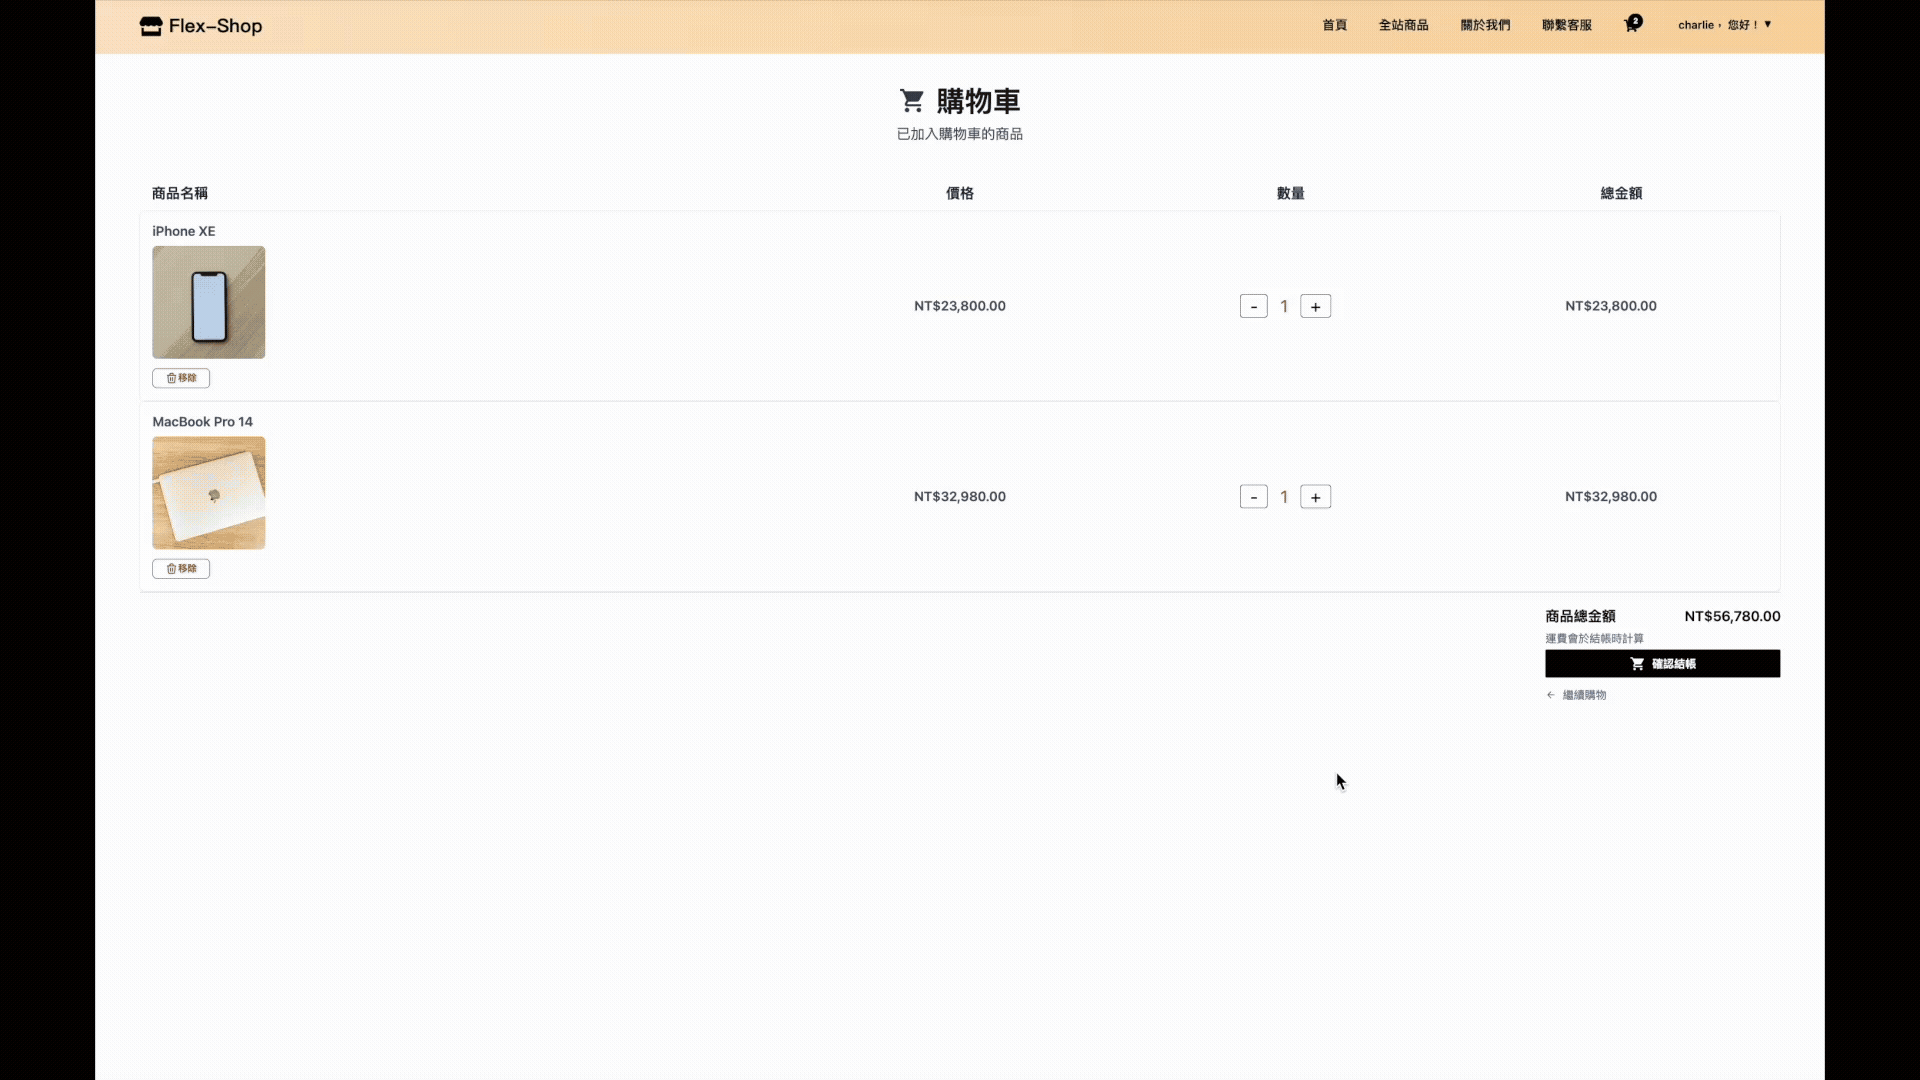 Flex-Shop
首頁 全站商品 關於我們 聯繫客服 2 charlie, 您好! ▼
購物車
已加入購物車的商品
商品名稱 價格 數量 總金額
iPhone XE
NT$23,800.00 - 1 + NT$23,800.00
移除
MacBook Pro 14
NT$32,980.00 - 1 + NT$32,980.00
移除
商品總金額 NT$56,780.00
運費會於結帳時計算
確認結帳
← 繼續購物